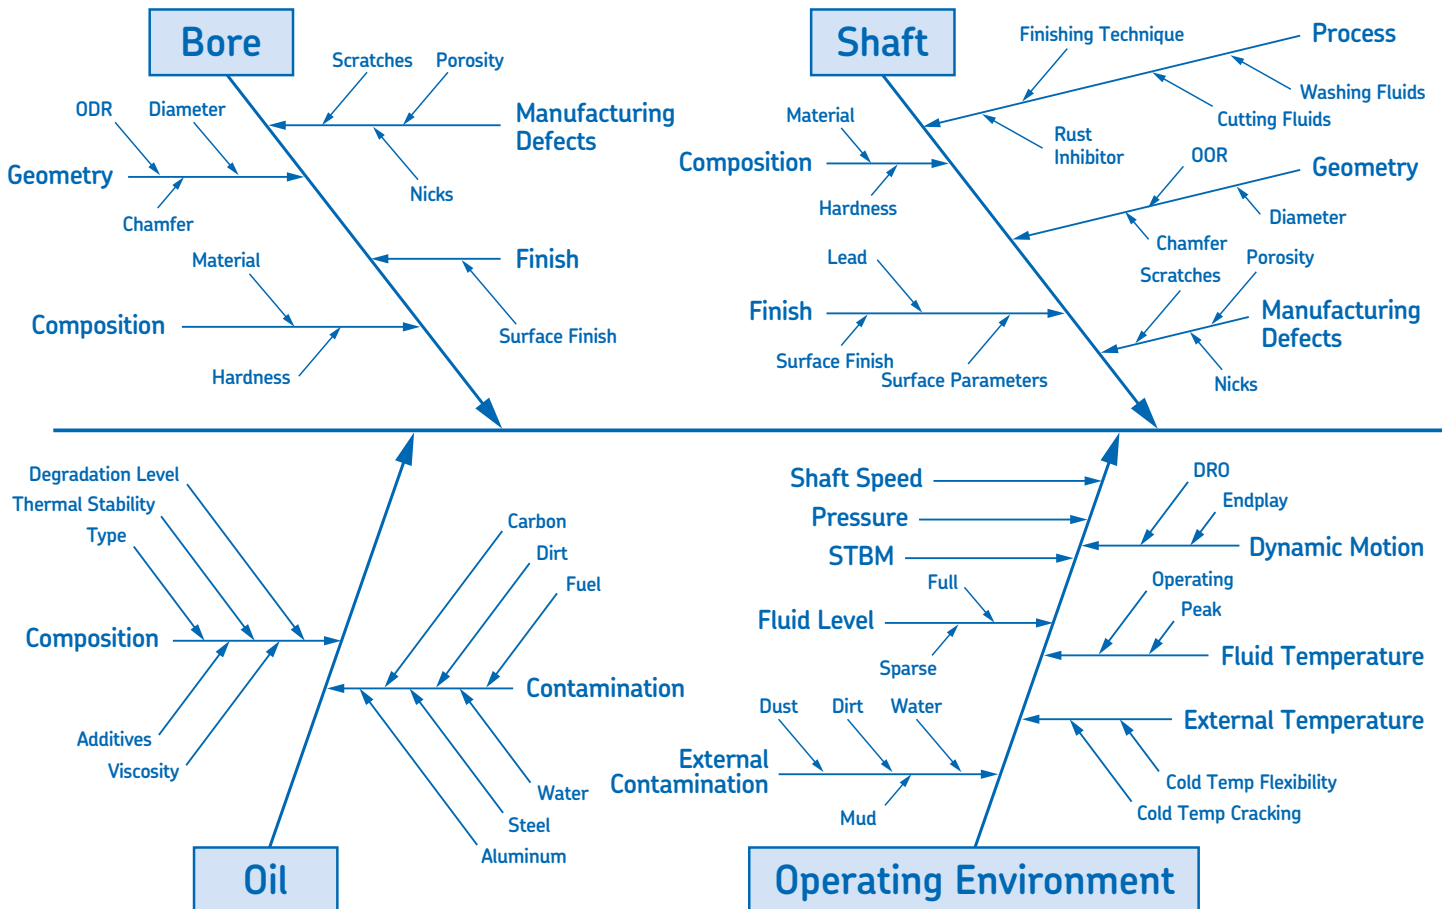 Bore
Scratches
Porosity
ODR
Diameter
Manufacturing
Defects
Geometry
Nicks
Chamfer
Material
Finish
Composition
Surface Finish
Hardness
Shaft
Finishing Technique
Process
Washing Fluids
Material
Cutting Fluids
Rust
Inhibitor
Composition
OOR
Geometry
Hardness
Diameter
Chamfer
Lead
Porosity
Scratches
Finish
Manufacturing
Defects
Surface Finish
Surface Parameters
Nicks
Degradation Level
Thermal Stability
Type
Carbon
Dirt
Fuel
Composition
Contamination
Additives
Viscosity
Water
Steel
Aluminum
Oil
Shaft Speed
DRO
Endplay
Pressure
STBM
Dynamic Motion
Full
Operating
Peak
Fluid Level
Sparse
Fluid Temperature
Dust
Dirt
Water
External Temperature
External
Contamination
Cold Temp Flexibility
Mud
Cold Temp Cracking
Operating Environment